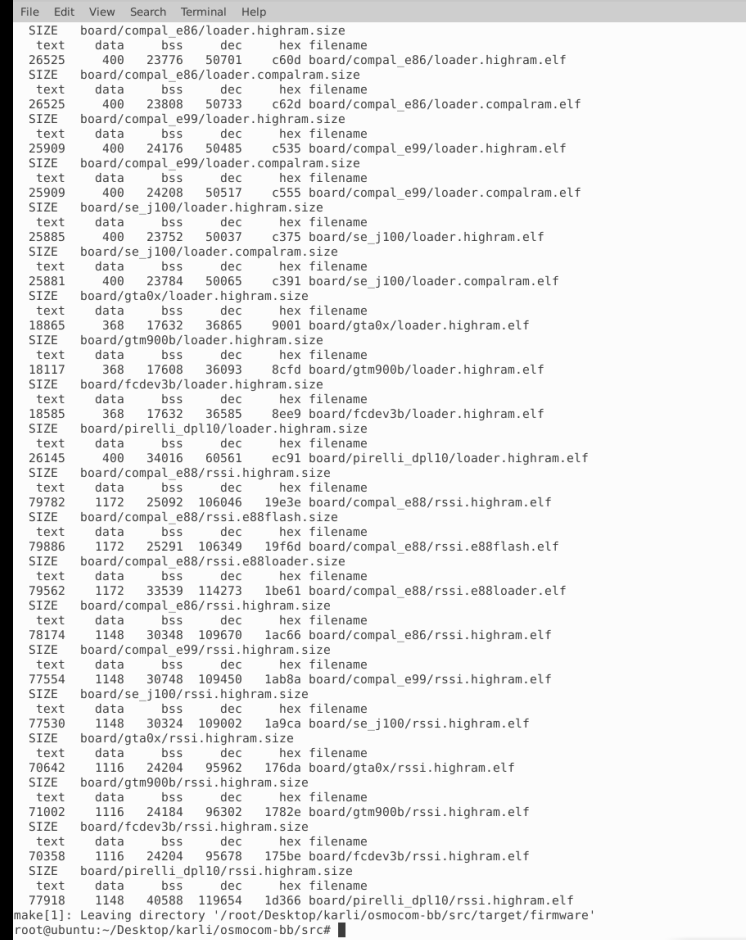 File Edit View Search Terminal Help
SIZE board/compal_e86/loader.highram.size
text data bss dec hex filename
26525 400 23776 50701 c60d board/compal_e86/loader.highram.elf
SIZE board/compal_e86/loader.compalram.size
text data bss dec hex filename
26525 400 23808 50733 c62d board/compal_e86/loader.compalram.elf
SIZE board/compal_e99/loader.highram.size
text data bss dec hex filename
25909 400 24176 50485 c535 board/compal_e99/loader.highram.elf
SIZE board/compal_e99/loader.compalram.size
text data bss dec hex filename
25909 400 24208 50517 c555 board/compal_e99/loader.compalram.elf
SIZE board/se_j100/loader.highram.size
text data bss dec hex filename
25885 400 23752 50037 c375 board/se_j100/loader.highram.elf
SIZE board/se_j100/loader.compalram.size
text data bss dec hex filename
25881 400 23784 50065 c391 board/se_j100/loader.compalram.elf
SIZE board/gta0x/loader.highram.size
text data bss dec hex filename
18865 368 17632 36865 9001 board/gta0x/loader.highram.elf
SIZE board/gtm900b/loader.highram.size
text data bss dec hex filename
18117 368 17608 36093 8cfd board/gtm900b/loader.highram.elf
SIZE board/fcdev3b/loader.highram.size
text data bss dec hex filename
18585 368 17632 36585 8ee9 board/fcdev3b/loader.highram.elf
SIZE board/pirelli_dpl10/loader.highram.size
text data bss dec hex filename
26145 400 34016 60561 ec91 board/pirelli_dpl10/loader.highram.elf
SIZE board/compal_e88/rssi.highram.size
text data bss dec hex filename
79782 1172 25092 106046 19e3e board/compal_e88/rssi.highram.elf
SIZE board/compal_e88/rssi.e88flash.size
text data bss dec hex filename
79886 1172 25291 106349 19f6d board/compal_e88/rssi.e88flash.elf
SIZE board/compal_e88/rssi.e88loader.size
text data bss dec hex filename
79562 1172 33539 114273 1be61 board/compal_e88/rssi.e88loader.elf
SIZE board/compal_e86/rssi.highram.size
text data bss dec hex filename
78174 1148 30348 109670 1ac66 board/compal_e86/rssi.highram.elf
SIZE board/compal_e99/rssi.highram.size
text data bss dec hex filename
77554 1148 30748 109450 1ab8a board/compal_e99/rssi.highram.elf
SIZE board/se_j100/rssi.highram.size
text data bss dec hex filename
77530 1148 30324 109002 1a9ca board/se_j100/rssi.highram.elf
SIZE board/gta0x/rssi.highram.size
text data bss dec hex filename
70642 1116 24204 95962 176da board/gta0x/rssi.highram.elf
SIZE board/gtm900b/rssi.highram.size
text data bss dec hex filename
71002 1116 24184 96302 1782e board/gtm900b/rssi.highram.elf
SIZE board/fcdev3b/rssi.highram.size
text data bss dec hex filename
70358 1116 24204 95678 175be board/fcdev3b/rssi.highram.elf
SIZE board/pirelli_dpl10/rssi.highram.size
text data bss dec hex filename
77918 1148 40588 119654 1d366 board/pirelli_dpl10/rssi.highram.elf
make[1]: Leaving directory '/root/Desktop/karli/osmocom-bb/src/target/firmware'
root@ubuntu:~/Desktop/karli/osmocom-bb/src#